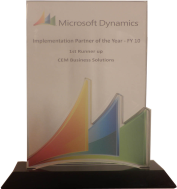 Microsoft Dynamics
Implementation Partner of the Year - FY 10
1st Runner up
CEM Business Solutions